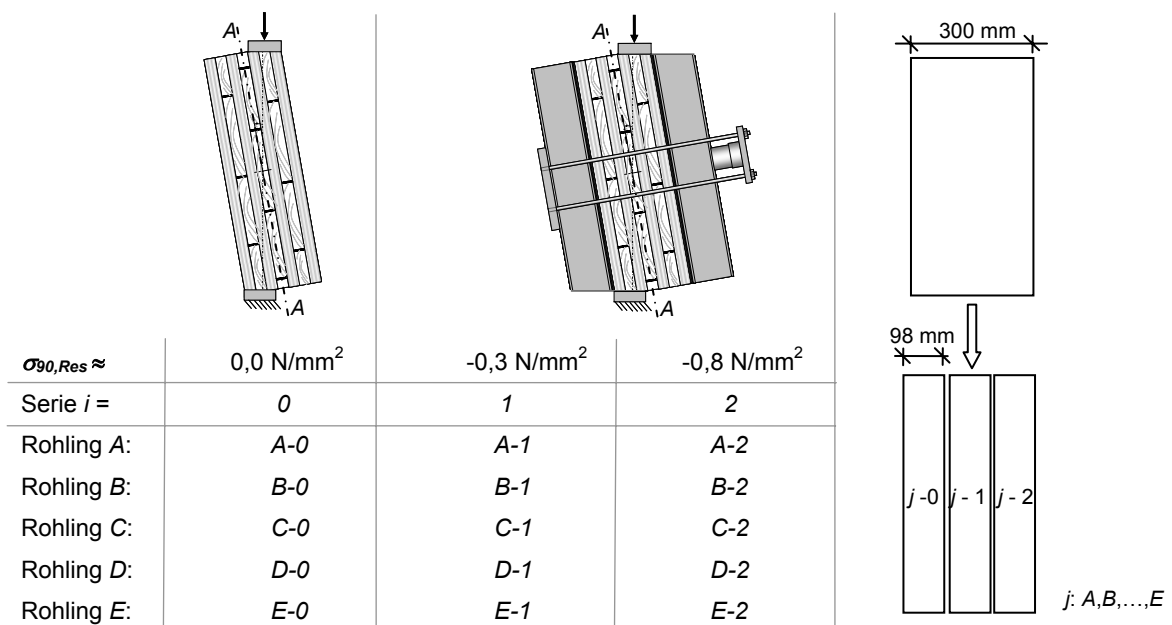 A
A
A
A
300 mm
98 mm
σ90,Res ≈ 0,0 N/mm² -0,3 N/mm² -0,8 N/mm²
Serie i = 0 1 2
Rohling A: A-0 A-1 A-2
Rohling B: B-0 B-1 B-2
Rohling C: C-0 C-1 C-2
Rohling D: D-0 D-1 D-2
Rohling E: E-0 E-1 E-2
j -0 j - 1 j - 2
j: A,B,…,E